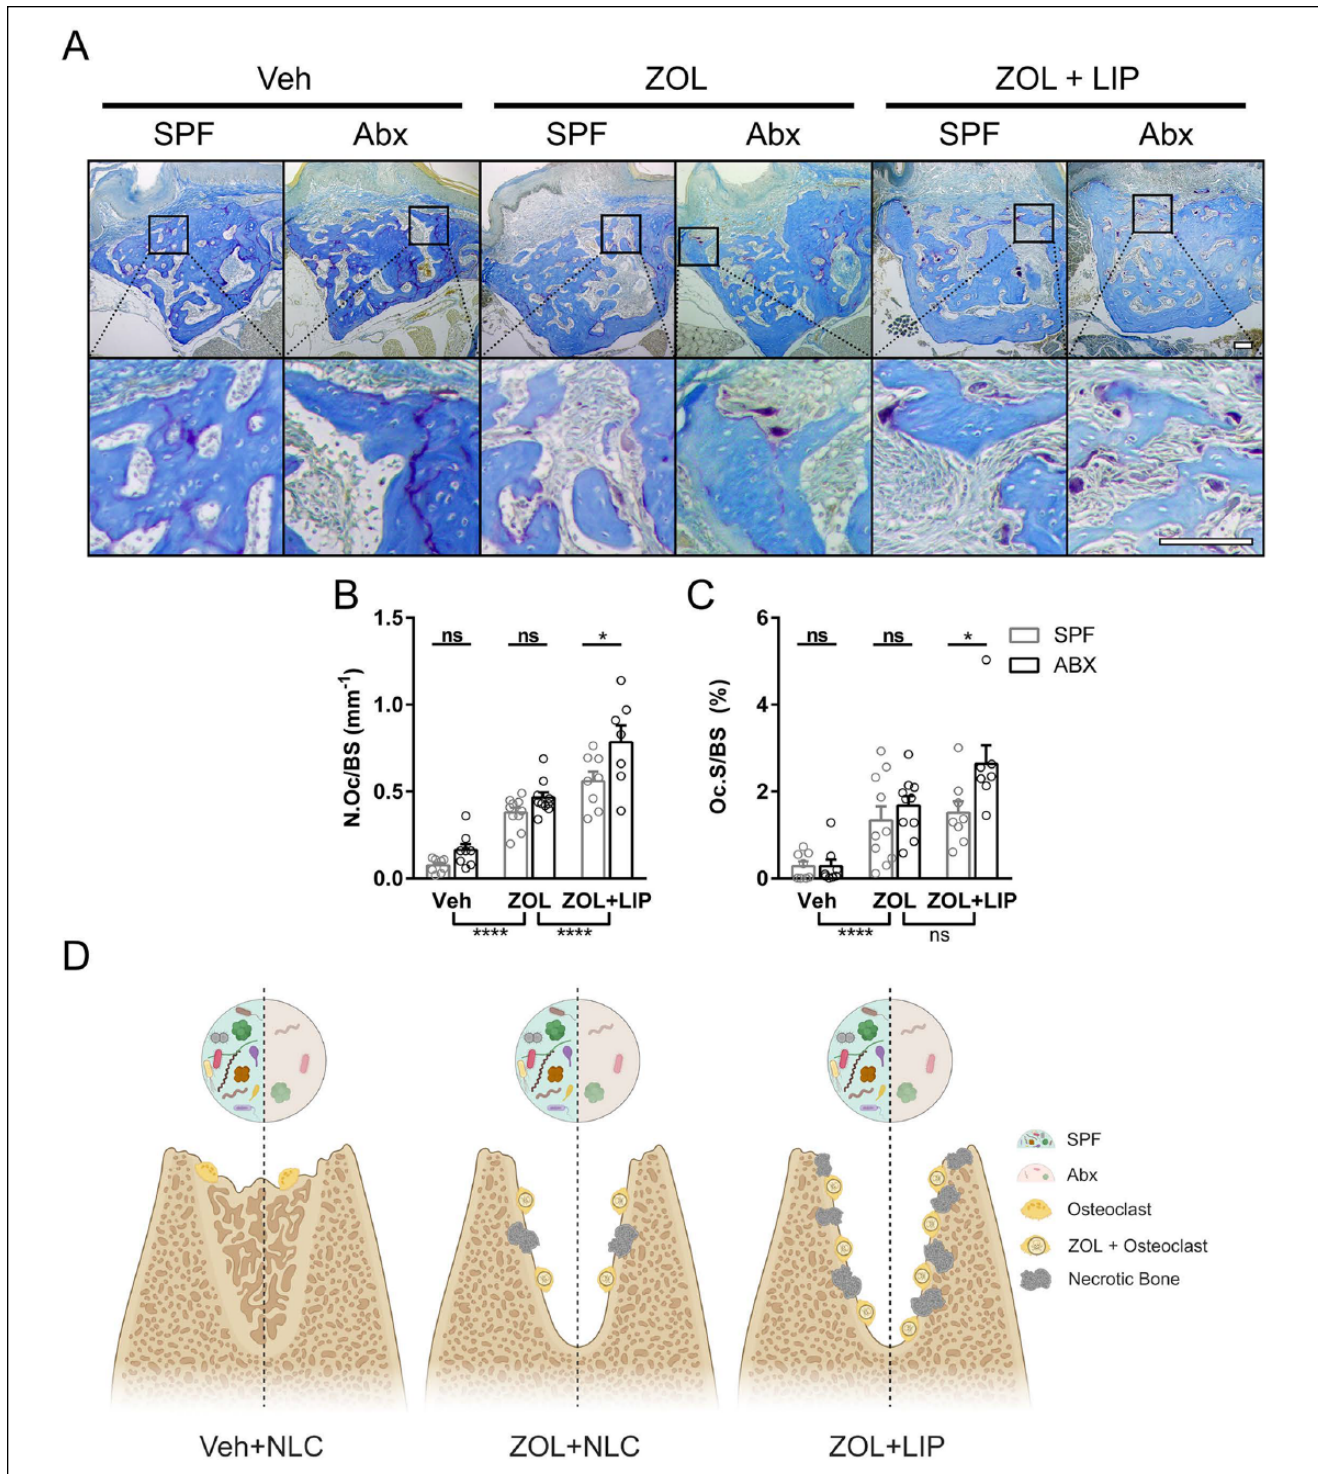 A
Veh ZOL ZOL + LIP
SPF Abx SPF Abx SPF Abx
B
N.Oc/BS (mm⁻¹)
1.5
1.0
0.5
0.0
ns ns *
Veh ZOL ZOL+LIP
**** ****
C
Oc.S/BS (%)
6
4
2
0
ns ns *
Veh ZOL ZOL+LIP
**** ns
SPF
ABX
D
SPF
Abx
Osteoclast
ZOL + Osteoclast
Necrotic Bone
Veh+NLC ZOL+NLC ZOL+LIP